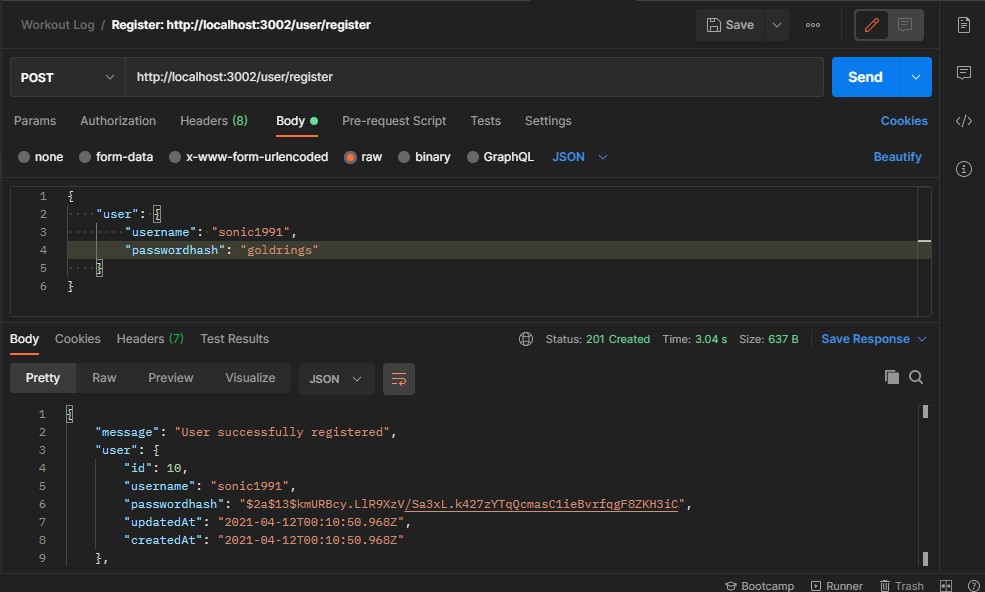 Workout Log / Register: http://localhost:3002/user/register
Save
POST http://localhost:3002/user/register Send
Params Authorization Headers (8) Body Pre-request Script Tests Settings Cookies
none form-data x-www-form-urlencoded raw binary GraphQL JSON Beautify
1 {
2 "user": {
3 "username": "sonic1991",
4 "passwordhash": "goldrings"
5 }
6 }
Body Cookies Headers (7) Test Results Status: 201 Created Time: 3.04 s Size: 637 B Save Response
Pretty Raw Preview Visualize JSON
1 {
2 "message": "User successfully registered",
3 "user": {
4 "id": 10,
5 "username": "sonic1991",
6 "passwordhash": "$2a$13$kmURBcy.LlR9XzV/Sa3xL.k427zYTqQcmasC1ieBvrfqgF8ZKH3iC",
7 "updatedAt": "2021-04-12T00:10:50.968Z",
8 "createdAt": "2021-04-12T00:10:50.968Z"
9 },
Bootcamp Runner Trash